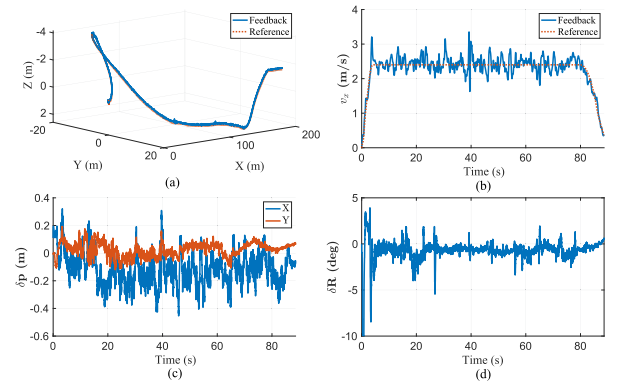 -4
-2
0
2
Z (m)
-20
0
20
Y (m)
0
100
200
X (m)
Feedback
Reference
(a)
4
3
2
1
0
vₓ (m/s)
Feedback
Reference
0
20
40
60
80
Time (s)
(b)
0.4
0.2
0
-0.2
-0.4
-0.6
δp (m)
X
Y
0
20
40
60
80
Time (s)
(c)
5
0
-5
-10
δR (deg)
0
20
40
60
80
Time (s)
(d)